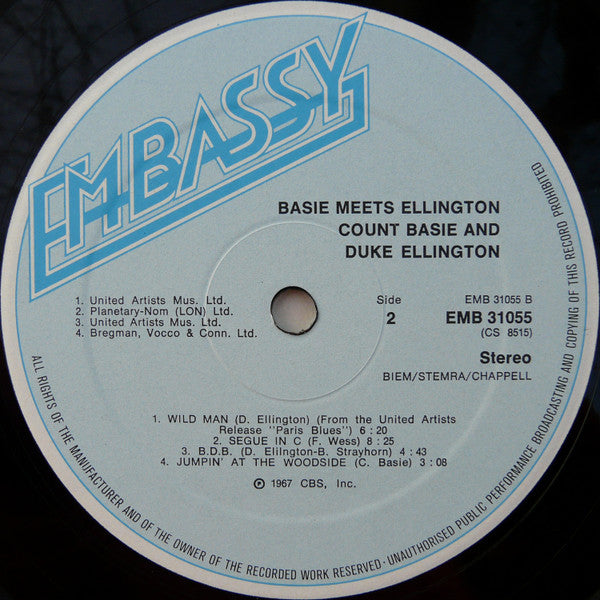 EMBASSY
BASIE MEETS ELLINGTON
COUNT BASIE AND
DUKE ELLINGTON
1. United Artists Mus. Ltd.
2. Planetary-Nom (LON) Ltd.
3. United Artists Mus. Ltd.
4. Bregman, Vocco & Conn. Ltd.
Side
2
EMB 31055 B
EMB 31055
(CS 8515)
Stereo
BIEM/STEMRA/CHAPPELL
1. WILD MAN (D. Ellington) (From the United Artists
Release "Paris Blues") 6 : 20
2. SEGUE IN C (F. Wess) 8 : 25
3. B.D.B. (D. Ellington-B. Strayhorn) 4 : 43
4. JUMPIN' AT THE WOODSIDE (C. Basie) 3 : 08
℗ 1967 CBS, Inc.
ALL RIGHTS OF THE MANUFACTURER AND OF THE OWNER OF THE RECORDED WORK RESERVED · UNAUTHORISED PUBLIC PERFORMANCE BROADCASTING AND COPYING OF THIS RECORD PROHIBITED